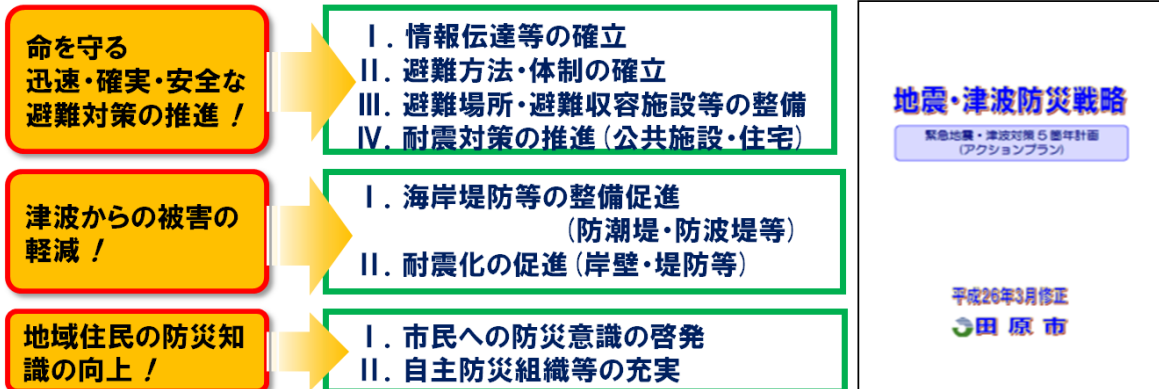 命を守る
迅速・確実・安全な
避難対策の推進！
Ⅰ. 情報伝達等の確立
Ⅱ. 避難方法・体制の確立
Ⅲ. 避難場所・避難収容施設等の整備
Ⅳ. 耐震対策の推進（公共施設・住宅）
津波からの被害の
軽減！
Ⅰ. 海岸堤防等の整備促進
（防潮堤・防波堤等）
Ⅱ. 耐震化の促進（岸壁・堤防等）
地域住民の防災知
識の向上！
Ⅰ. 市民への防災意識の啓発
Ⅱ. 自主防災組織等の充実
地震・津波防災戦略
緊急地震・津波対策５箇年計画
（アクションプラン）
平成26年3月修正
田原市